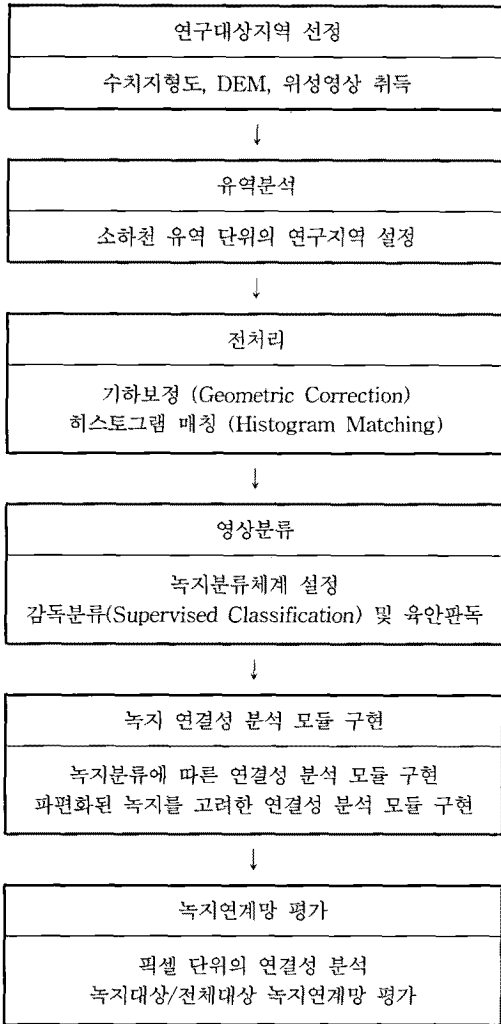 연구대상지역 선정
수치지형도, DEM, 위성영상 취득
↓
유역분석
소하천 유역 단위의 연구지역 설정
↓
전처리
기하보정 (Geometric Correction)
히스토그램 매칭 (Histogram Matching)
↓
영상분류
녹지분류체계 설정
감독분류(Supervised Classification) 및 육안판독
↓
녹지 연결성 분석 모듈 구현
녹지분류에 따른 연결성 분석 모듈 구현
파편화된 녹지를 고려한 연결성 분석 모듈 구현
↓
녹지연계망 평가
픽셀 단위의 연결성 분석
녹지대상/전체대상 녹지연계망 평가